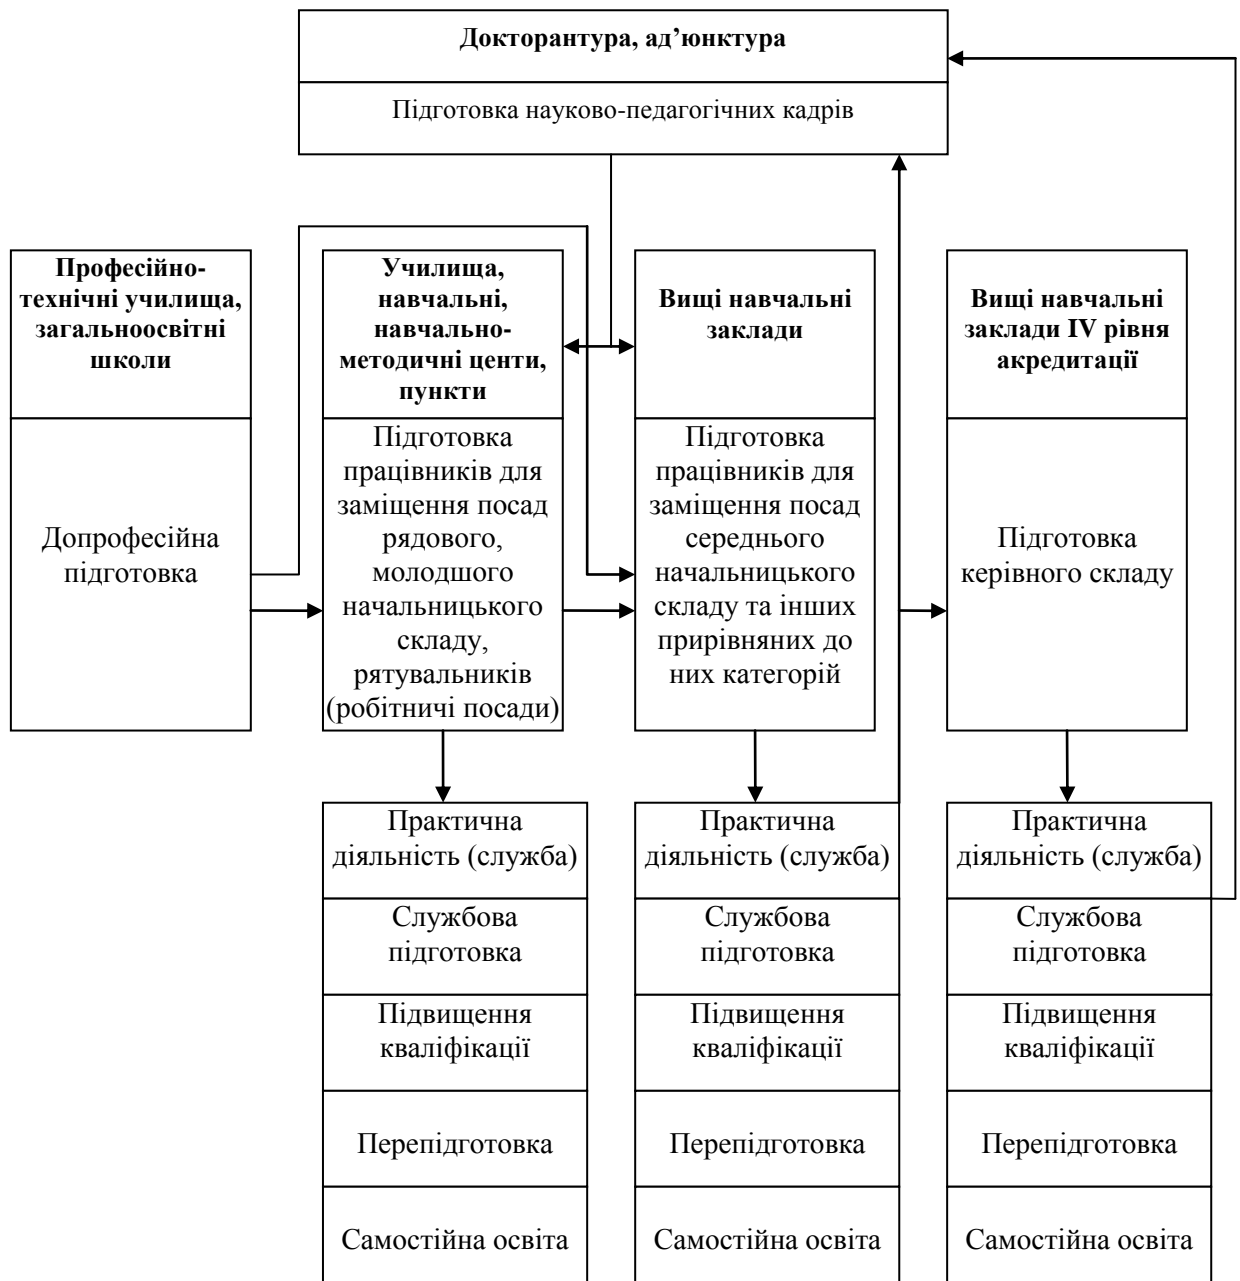 Докторантура, ад’юнктура
Підготовка науково-педагогічних кадрів
Професійно-
технічні училища,
загальноосвітні
школи
Допрофесійна
підготовка
Училища,
навчальні,
навчально-
методичні центи,
пункти
Підготовка
працівників для
заміщення посад
рядового,
молодшого
начальницького
складу,
рятувальників
(робітничі посади)
Вищі навчальні
заклади
Підготовка
працівників для
заміщення посад
середнього
начальницького
складу та інших
прирівняних до
них категорій
Вищі навчальні
заклади IV рівня
акредитації
Підготовка
керівного складу
Практична
діяльність (служба)
Службова
підготовка
Підвищення
кваліфікації
Перепідготовка
Самостійна освіта
Практична
діяльність (служба)
Службова
підготовка
Підвищення
кваліфікації
Перепідготовка
Самостійна освіта
Практична
діяльність (служба)
Службова
підготовка
Підвищення
кваліфікації
Перепідготовка
Самостійна освіта